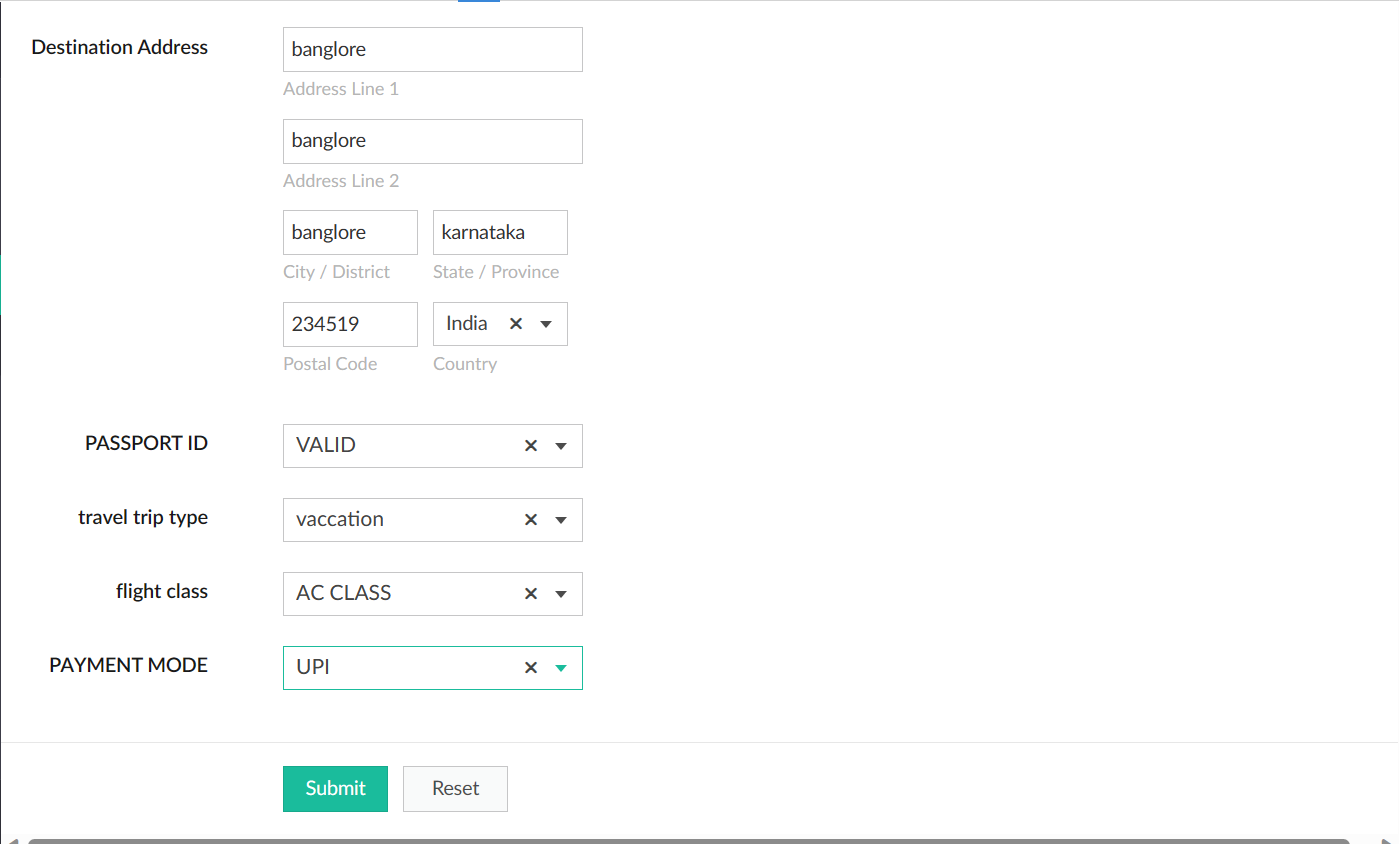 Destination Address
banglore
Address Line 1
banglore
Address Line 2
banglore karnataka
City / District State / Province
234519 India
Postal Code Country
PASSPORT ID VALID
travel trip type vaccation
flight class AC CLASS
PAYMENT MODE UPI
Submit Reset